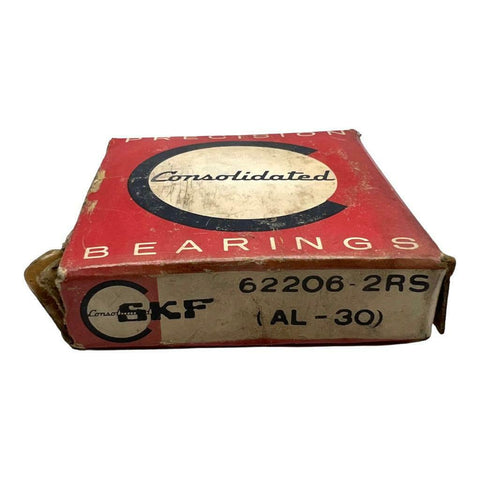 PRECISION
Consolidated
BEARINGS
62206-2RS
Consolidated SKF
(AL-30)